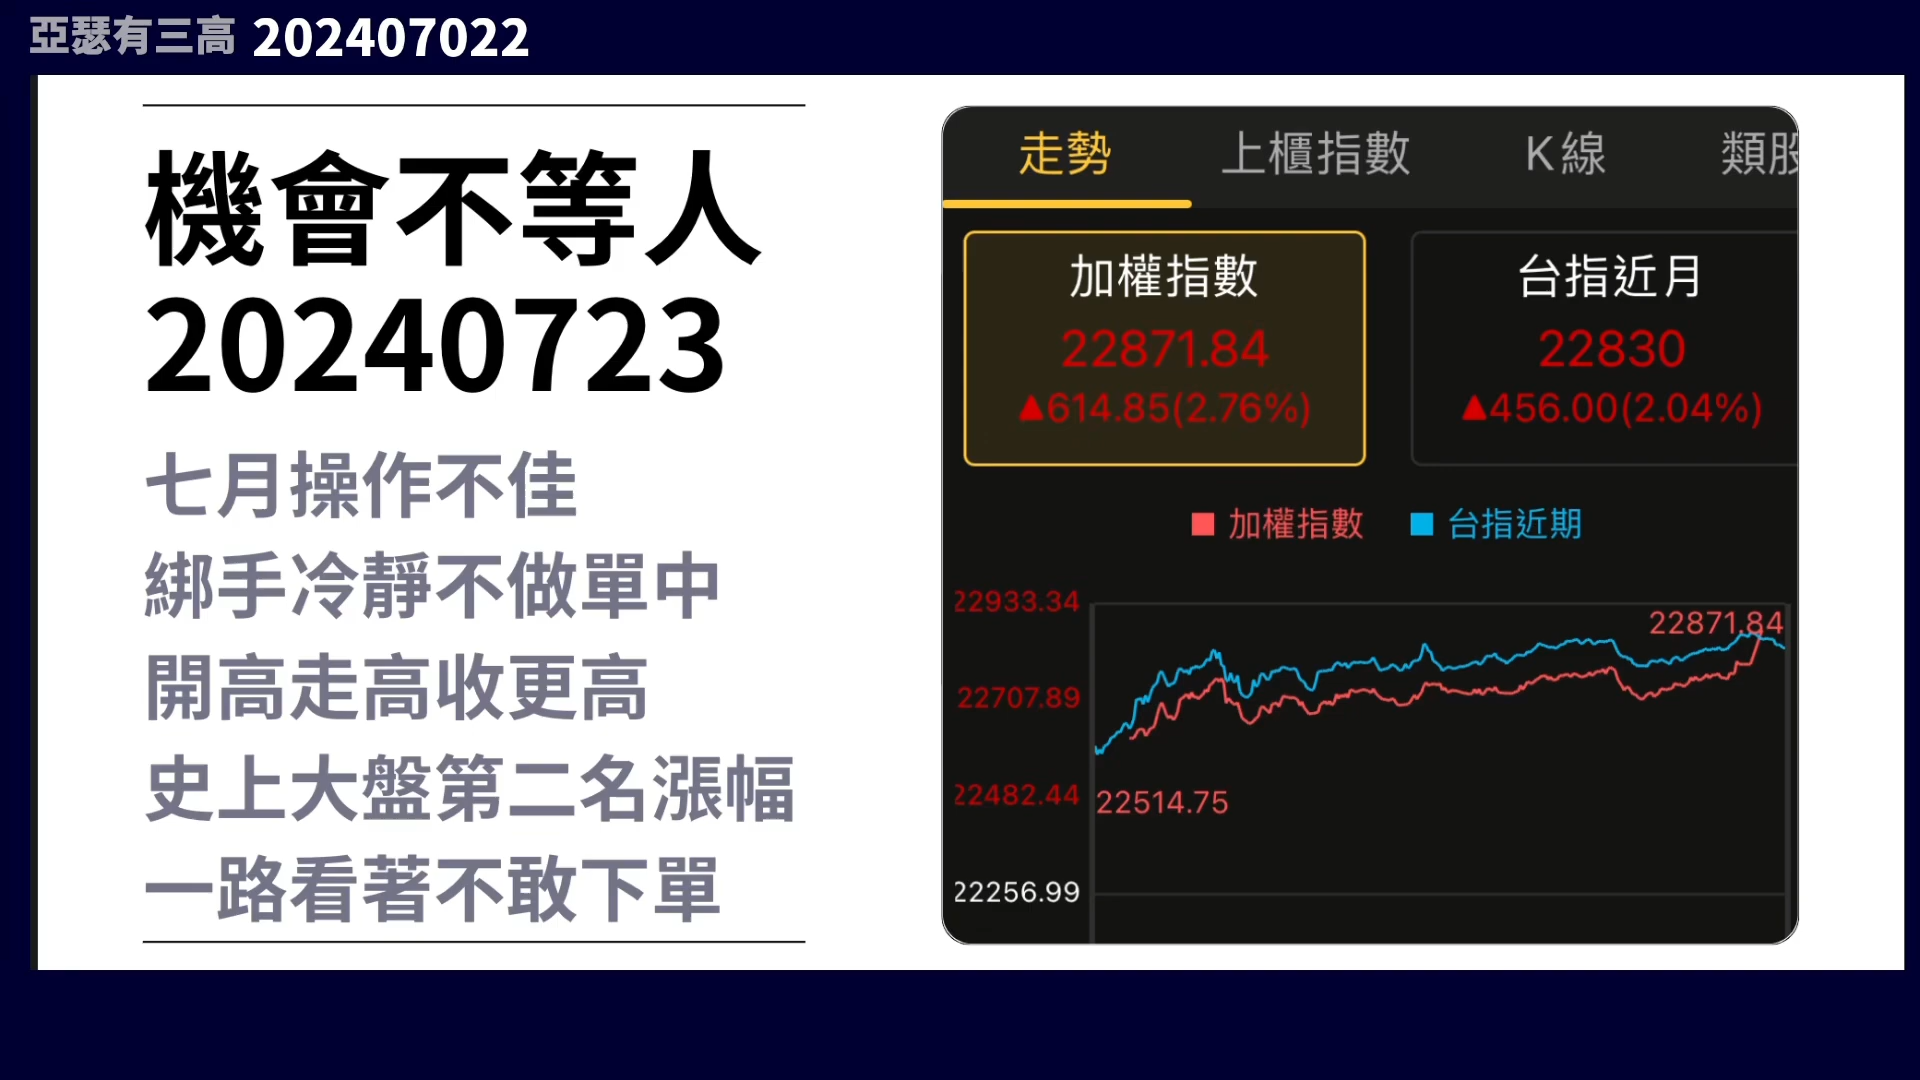 亞瑟有三高 202407022
機會不等人
20240723
七月操作不佳
綁手冷靜不做單中
開高走高收更高
史上大盤第二名漲幅
一路看著不敢下單
走勢 上櫃指數 K線 類股
加權指數 台指近月
22871.84 22830
▲614.85(2.76%) ▲456.00(2.04%)
加權指數 台指近期
22933.34
22871.84
22707.89
22482.44
22514.75
22256.99